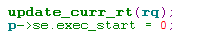 update_curr_rt(rq);
p->se.exec_start = 0;